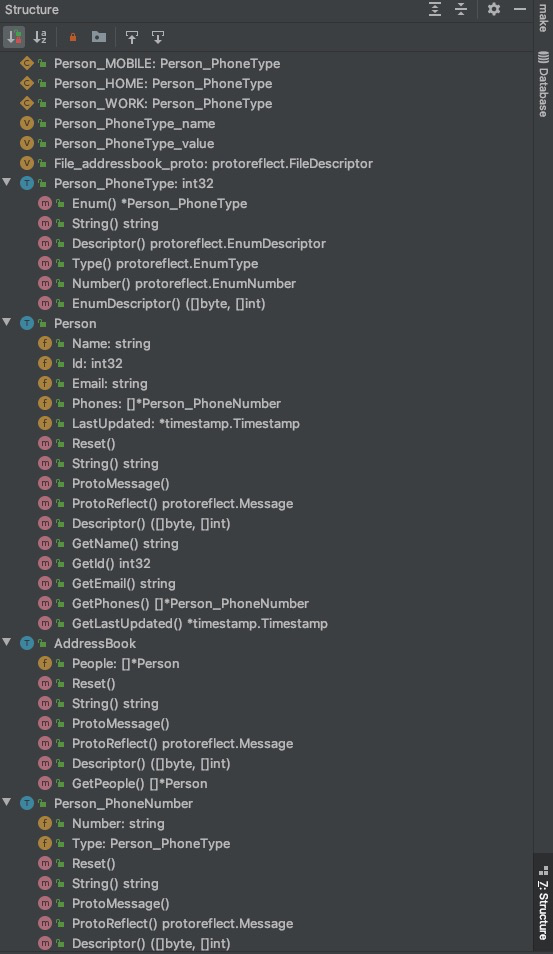 Structure
Person_MOBILE: Person_PhoneType
Person_HOME: Person_PhoneType
Person_WORK: Person_PhoneType
Person_PhoneType_name
Person_PhoneType_value
File_addressbook_proto: protoreflect.FileDescriptor
Person_PhoneType: int32
Enum() *Person_PhoneType
String() string
Descriptor() protoreflect.EnumDescriptor
Type() protoreflect.EnumType
Number() protoreflect.EnumNumber
EnumDescriptor() ([]byte, []int)
Person
Name: string
Id: int32
Email: string
Phones: []*Person_PhoneNumber
LastUpdated: *timestamp.Timestamp
Reset()
String() string
ProtoMessage()
ProtoReflect() protoreflect.Message
Descriptor() ([]byte, []int)
GetName() string
GetId() int32
GetEmail() string
GetPhones() []*Person_PhoneNumber
GetLastUpdated() *timestamp.Timestamp
AddressBook
People: []*Person
Reset()
String() string
ProtoMessage()
ProtoReflect() protoreflect.Message
Descriptor() ([]byte, []int)
GetPeople() []*Person
Person_PhoneNumber
Number: string
Type: Person_PhoneType
Reset()
String() string
ProtoMessage()
ProtoReflect() protoreflect.Message
Descriptor() ([]byte, []int)
make
Database
Z: Structure